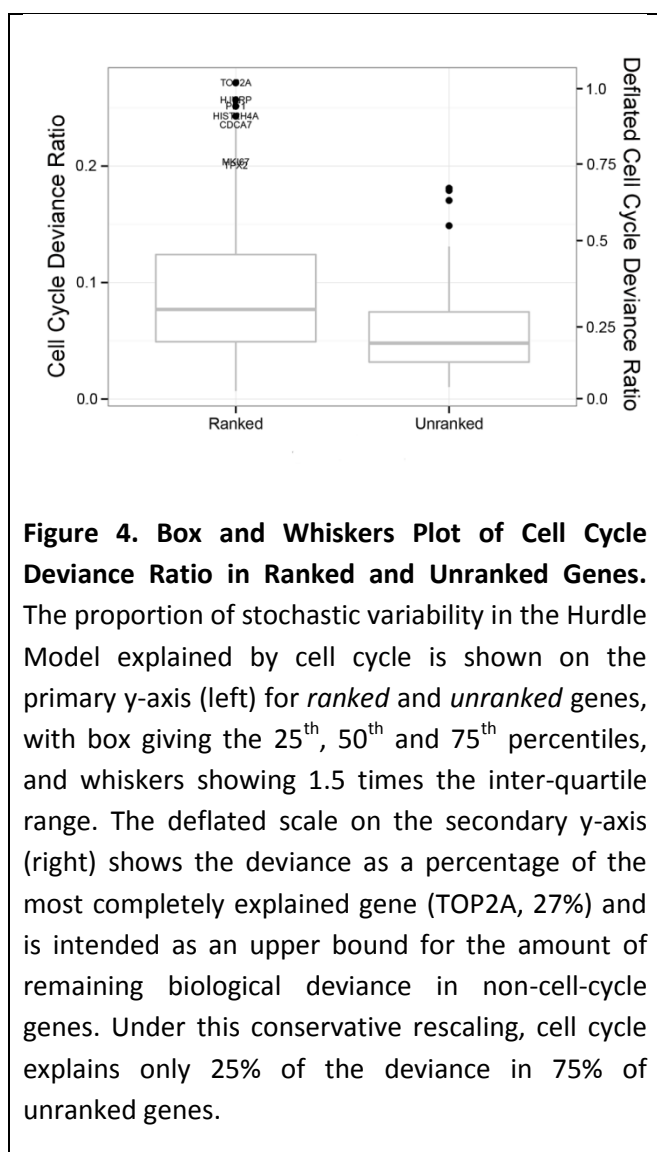 TOP2A
HJURP
HIST1H4A
CDCA7
MKI67
TPX2
Cell Cycle Deviance Ratio
0.2
0.1
0.0
Deflated Cell Cycle Deviance Ratio
1.0
0.75
0.5
0.25
0.0
Ranked Unranked
Figure 4. Box and Whiskers Plot of Cell Cycle
Deviance Ratio in Ranked and Unranked Genes.
The proportion of stochastic variability in the Hurdle
Model explained by cell cycle is shown on the
primary y-axis (left) for ranked and unranked genes,
with box giving the 25th, 50th and 75th percentiles,
and whiskers showing 1.5 times the inter-quartile
range. The deflated scale on the secondary y-axis
(right) shows the deviance as a percentage of the
most completely explained gene (TOP2A, 27%) and
is intended as an upper bound for the amount of
remaining biological deviance in non-cell-cycle
genes. Under this conservative rescaling, cell cycle
explains only 25% of the deviance in 75% of
unranked genes.